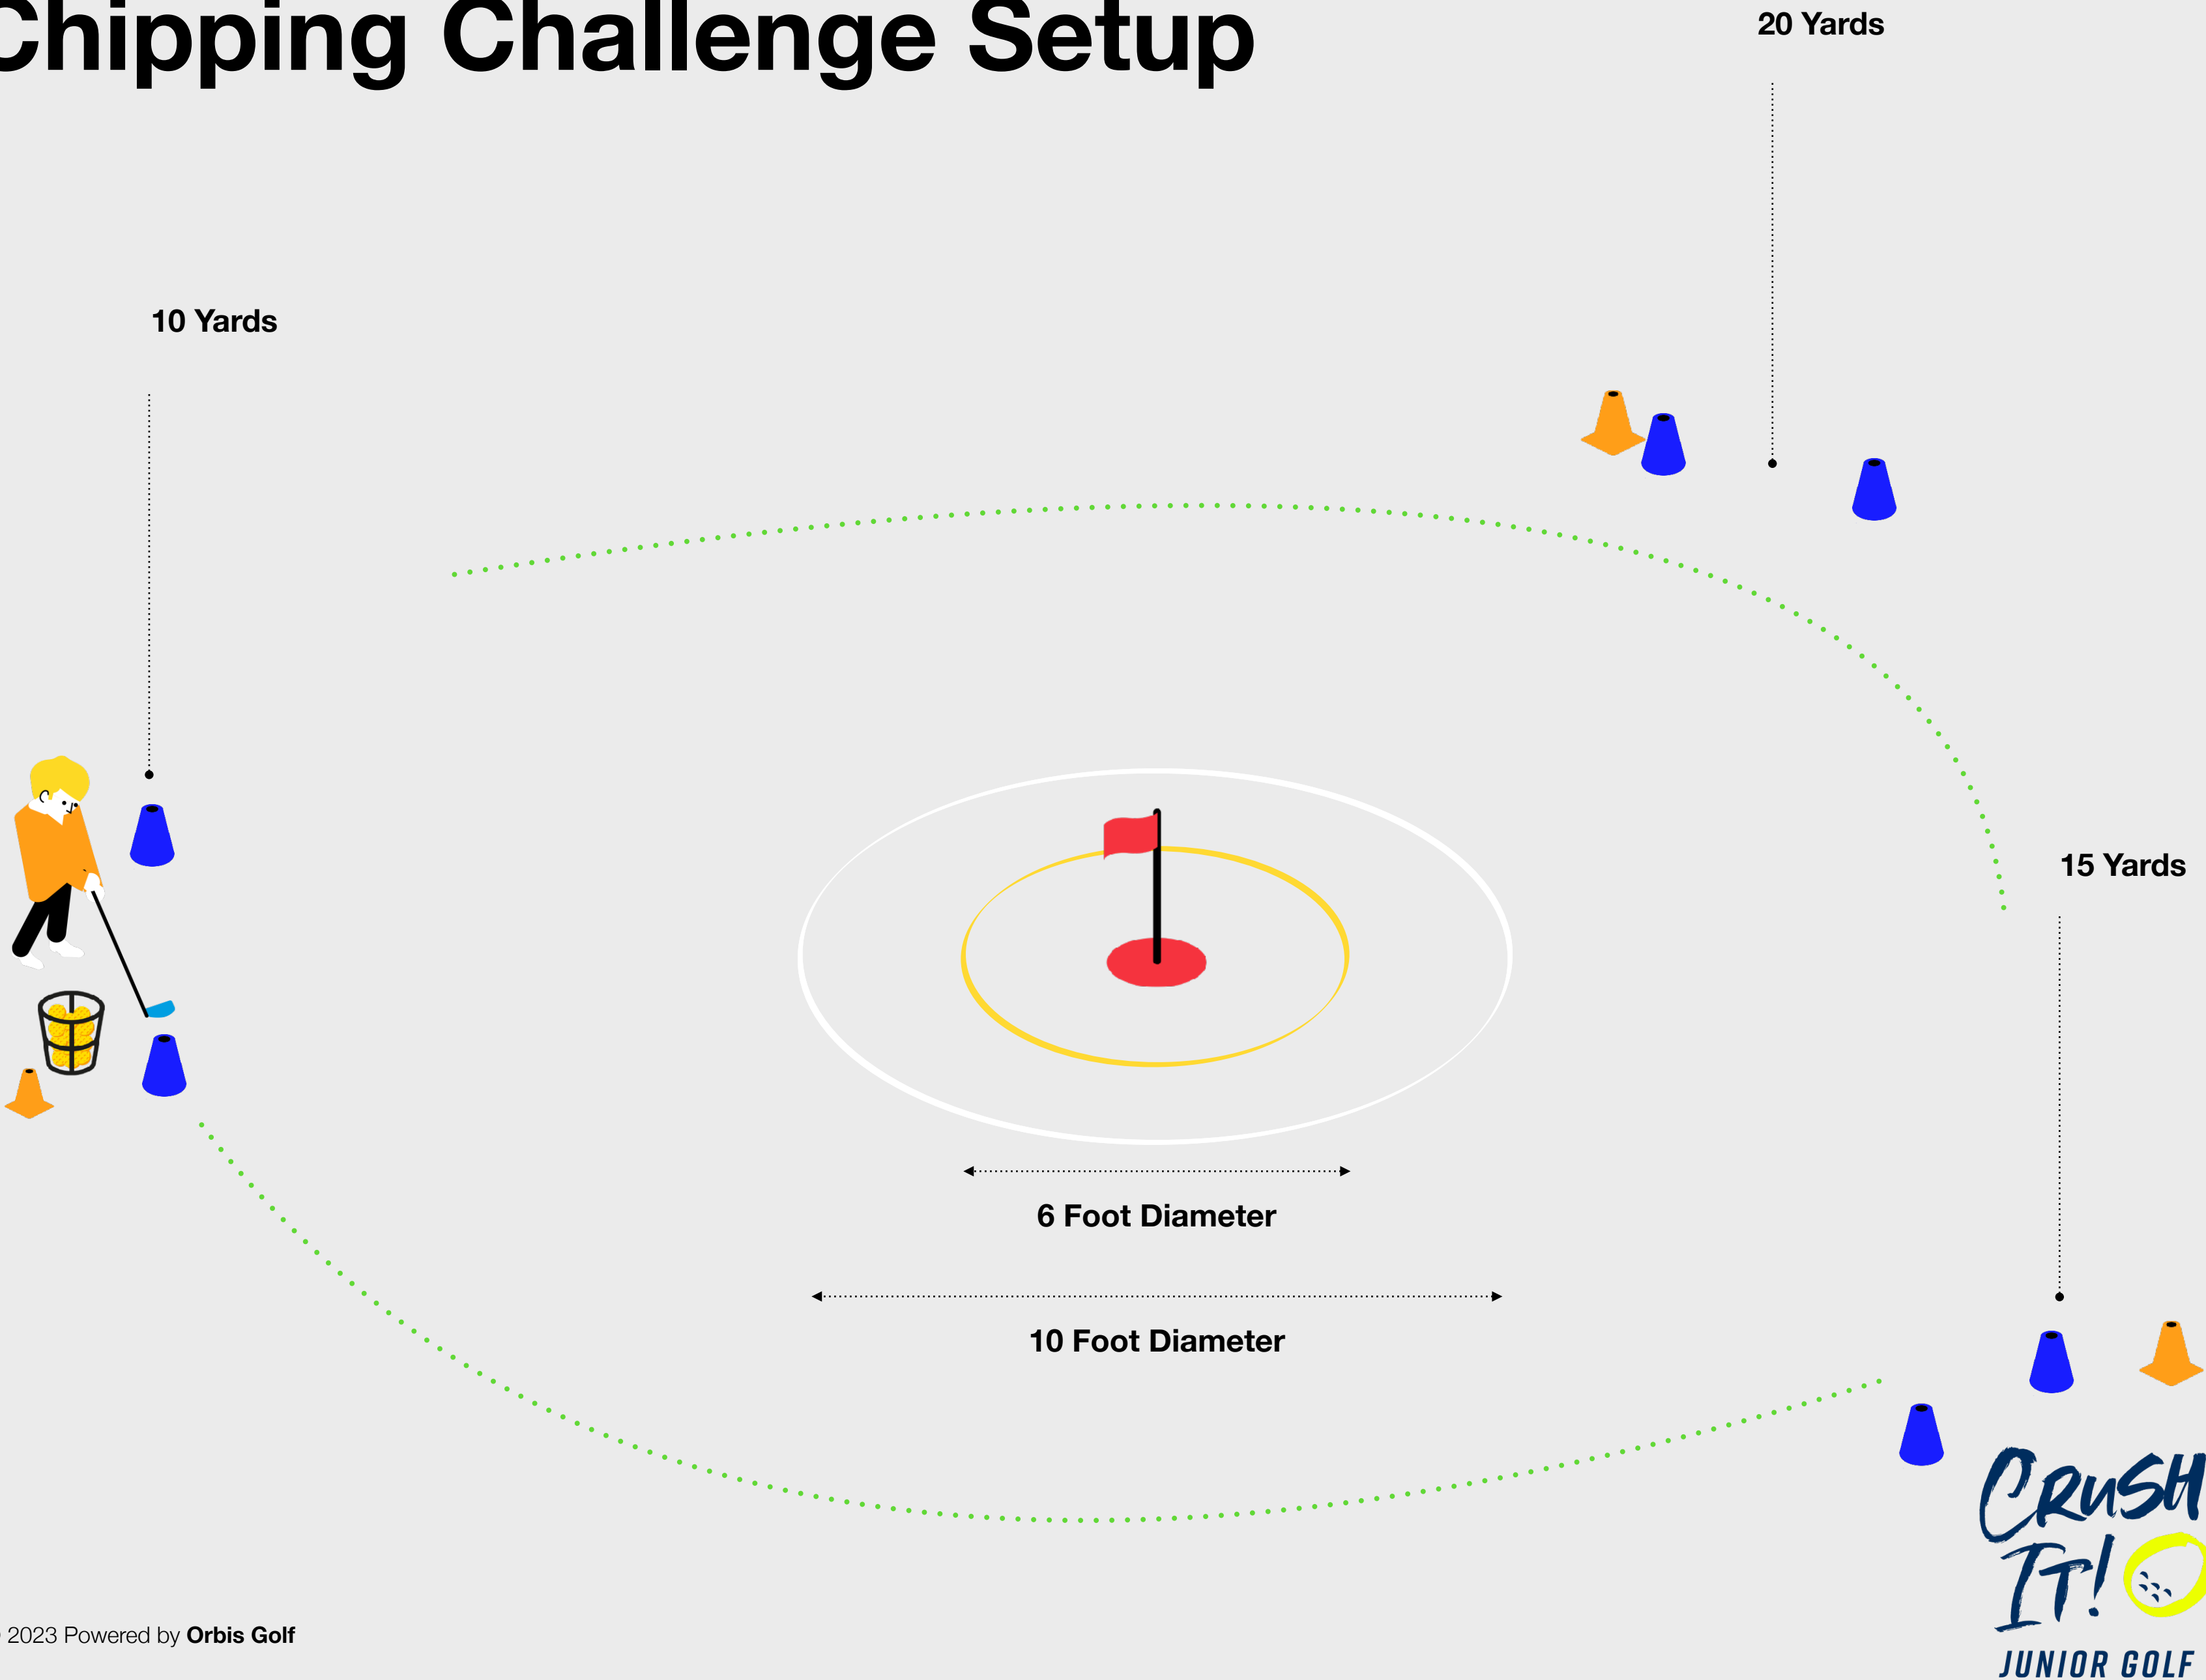 Chipping Challenge Setup
20 Yards
10 Yards
15 Yards
6 Foot Diameter
10 Foot Diameter
CRUSH
IT!
JUNIOR GOLF
2023 Powered by Orbis Golf